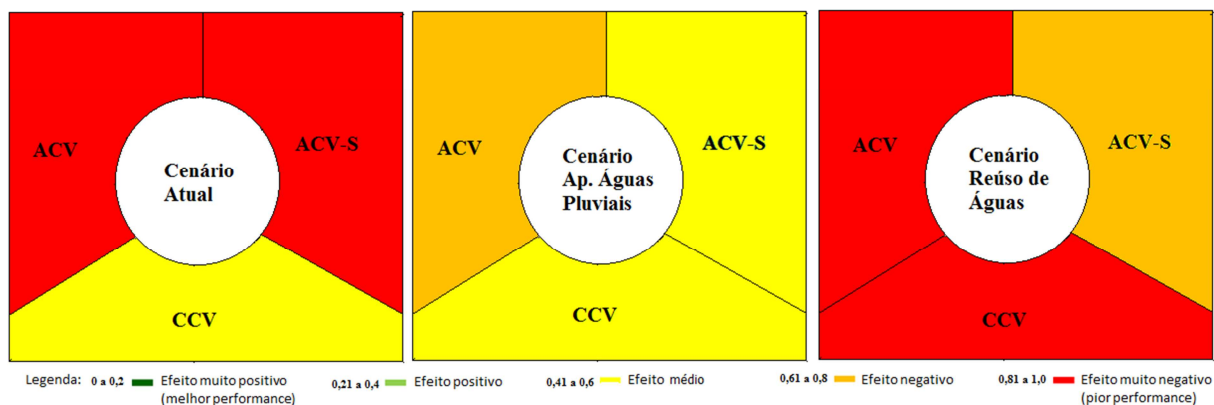 ACV
ACV-S
Cenário
Atual
CCV
ACV
ACV-S
Cenário
Ap. Águas
Pluviais
CCV
ACV
ACV-S
Cenário
Reúso de
Águas
CCV
Legenda: 0 a 0,2 Efeito muito positivo
(melhor performance)
0,21 a 0,4 Efeito positivo
0,41 a 0,6 Efeito médio
0,61 a 0,8 Efeito negativo
0,81 a 1,0 Efeito muito negativo
(pior performance)